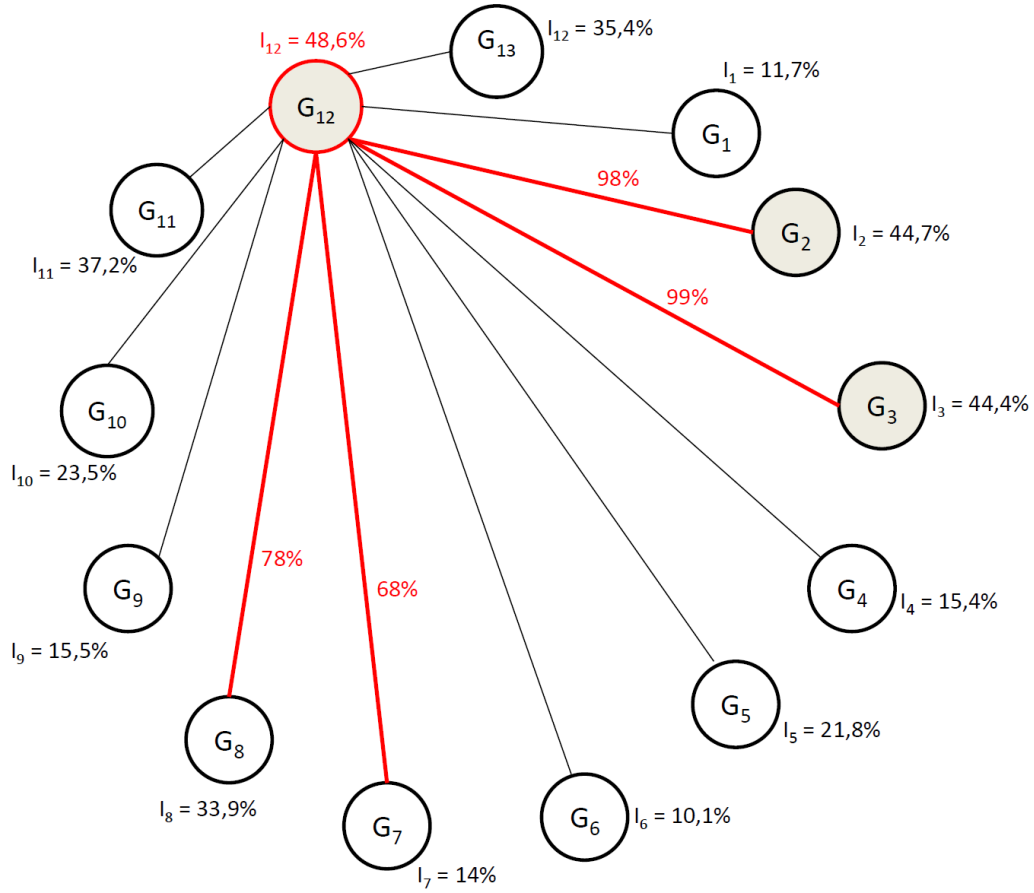 I₁₂ = 48,6%
G₁₃
I₁₂ = 35,4%
G₁₂
I₁ = 11,7%
G₁
98%
G₂
I₂ = 44,7%
G₁₁
I₁₁ = 37,2%
99%
G₃
I₃ = 44,4%
G₁₀
I₁₀ = 23,5%
78%
68%
G₉
I₉ = 15,5%
G₄
I₄ = 15,4%
G₅
I₅ = 21,8%
G₈
I₈ = 33,9%
G₇
I₇ = 14%
G₆
I₆ = 10,1%